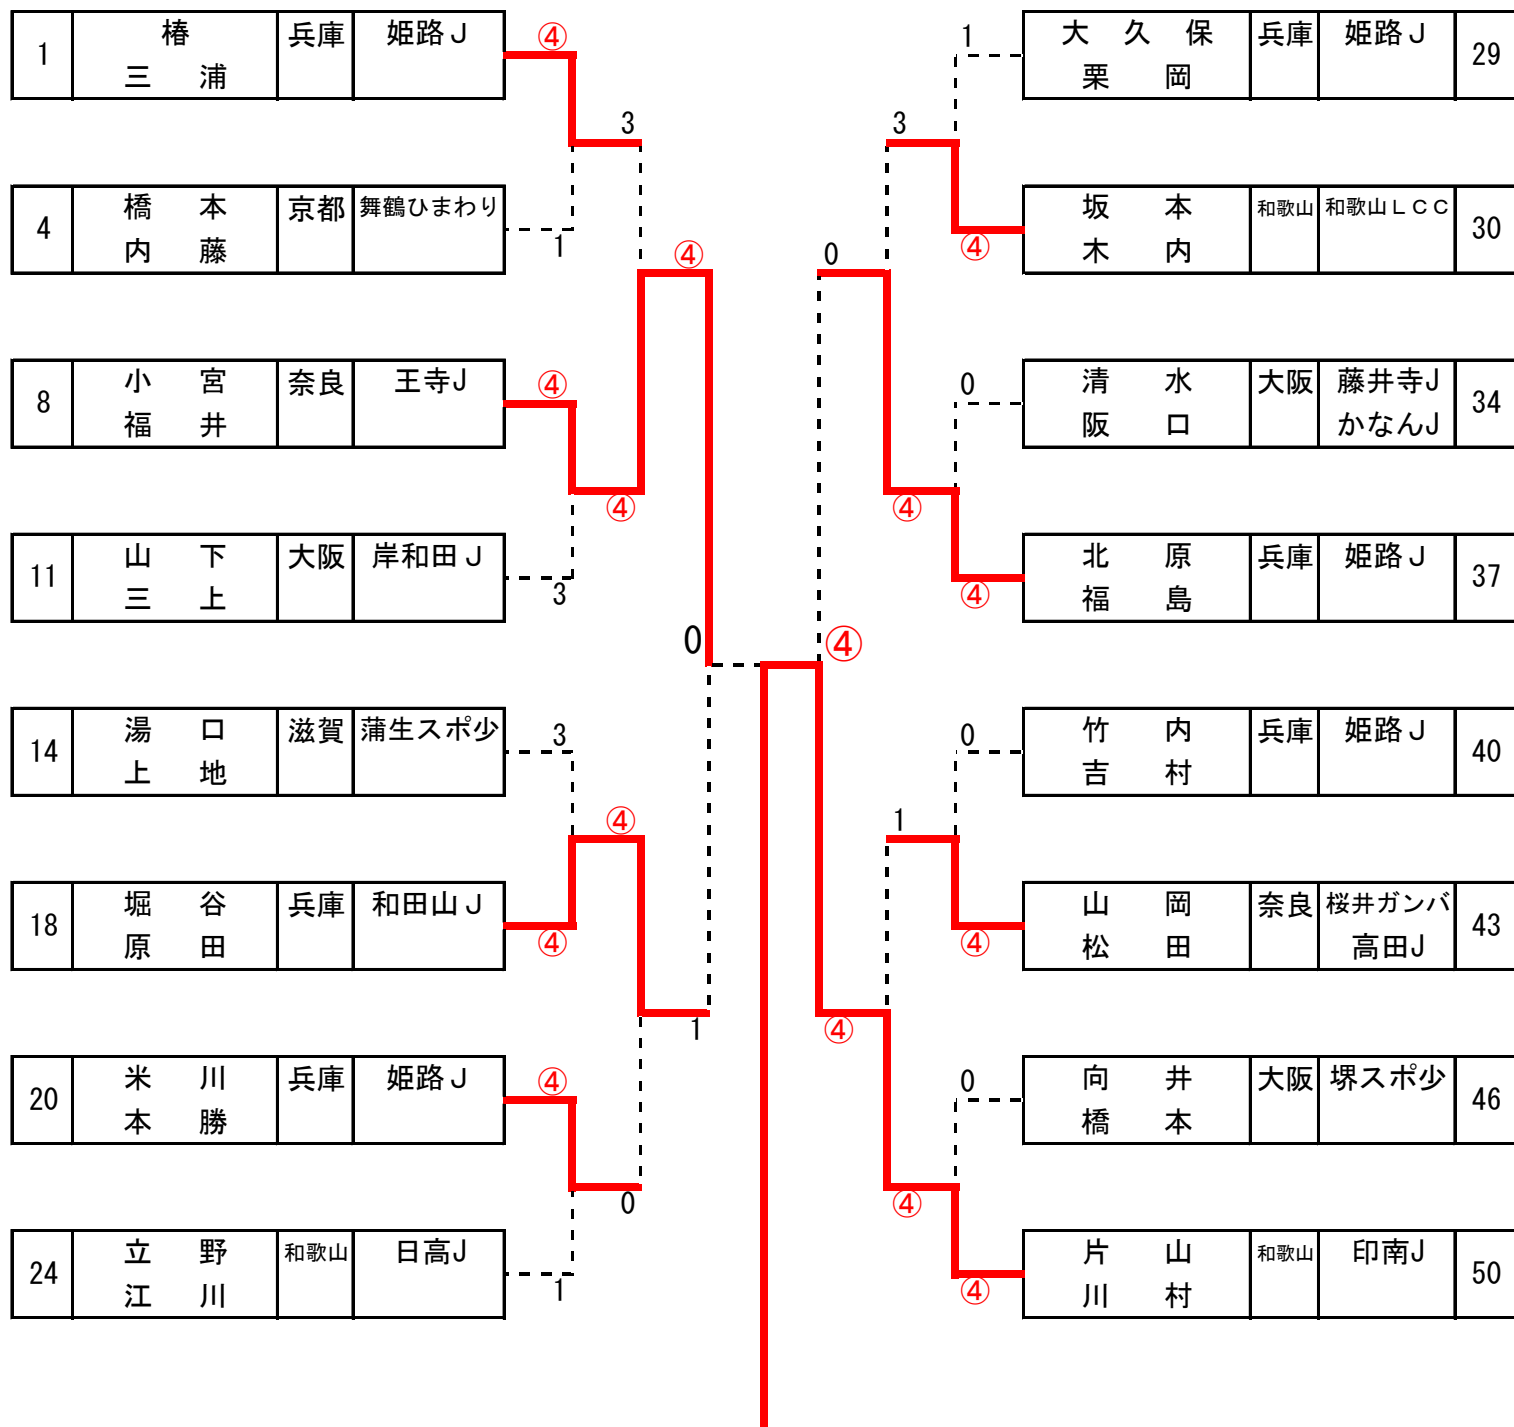 1 椿 兵庫 姫路J
三浦
4 橋本 京都 舞鶴ひまわり
内藤
8 小宮 奈良 王寺J
福井
11 山下 大阪 岸和田J
三上
14 湯口 滋賀 蒲生スポ少
上地
18 堀谷 兵庫 和田山J
原田
20 米川 兵庫 姫路J
本勝
24 立野 和歌山 日高J
江川
④
3
1
④
④
④
3
0
3
④
④
1
④
0
1
大久保 兵庫 姫路J 29
栗岡
坂本 和歌山 和歌山LCC 30
木内
清水 大阪 藤井寺J 34
阪口 かなんJ
北原 兵庫 姫路J 37
福島
竹内 兵庫 姫路J 40
吉村
山岡 奈良 桜井ガンバ 43
松田 高田J
向井 大阪 堺スポ少 46
橋本
片山 和歌山 印南J 50
川村
1
3
④
0
0
④
④
④
0
1
④
④
0
④
④